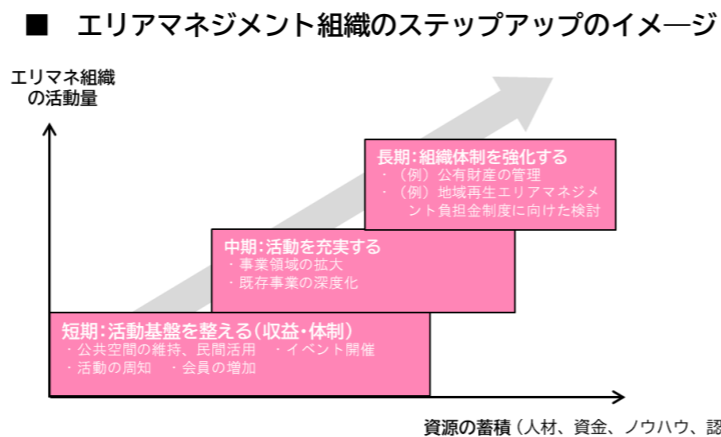 ■　エリアマネジメント組織のステップアップのイメージ
エリマネ組織
の活動量
長期：組織体制を強化する
・（例）公有財産の管理
・（例）地域再生エリアマネジメ
ント負担金制度に向けた検討
中期：活動を充実する
・事業領域の拡大
・既存事業の深度化
短期：活動基盤を整える（収益・体制）
・公共空間の維持、民間活用　・イベント開催
・活動の周知　・会員の増加
資源の蓄積（人材、資金、ノウハウ、認